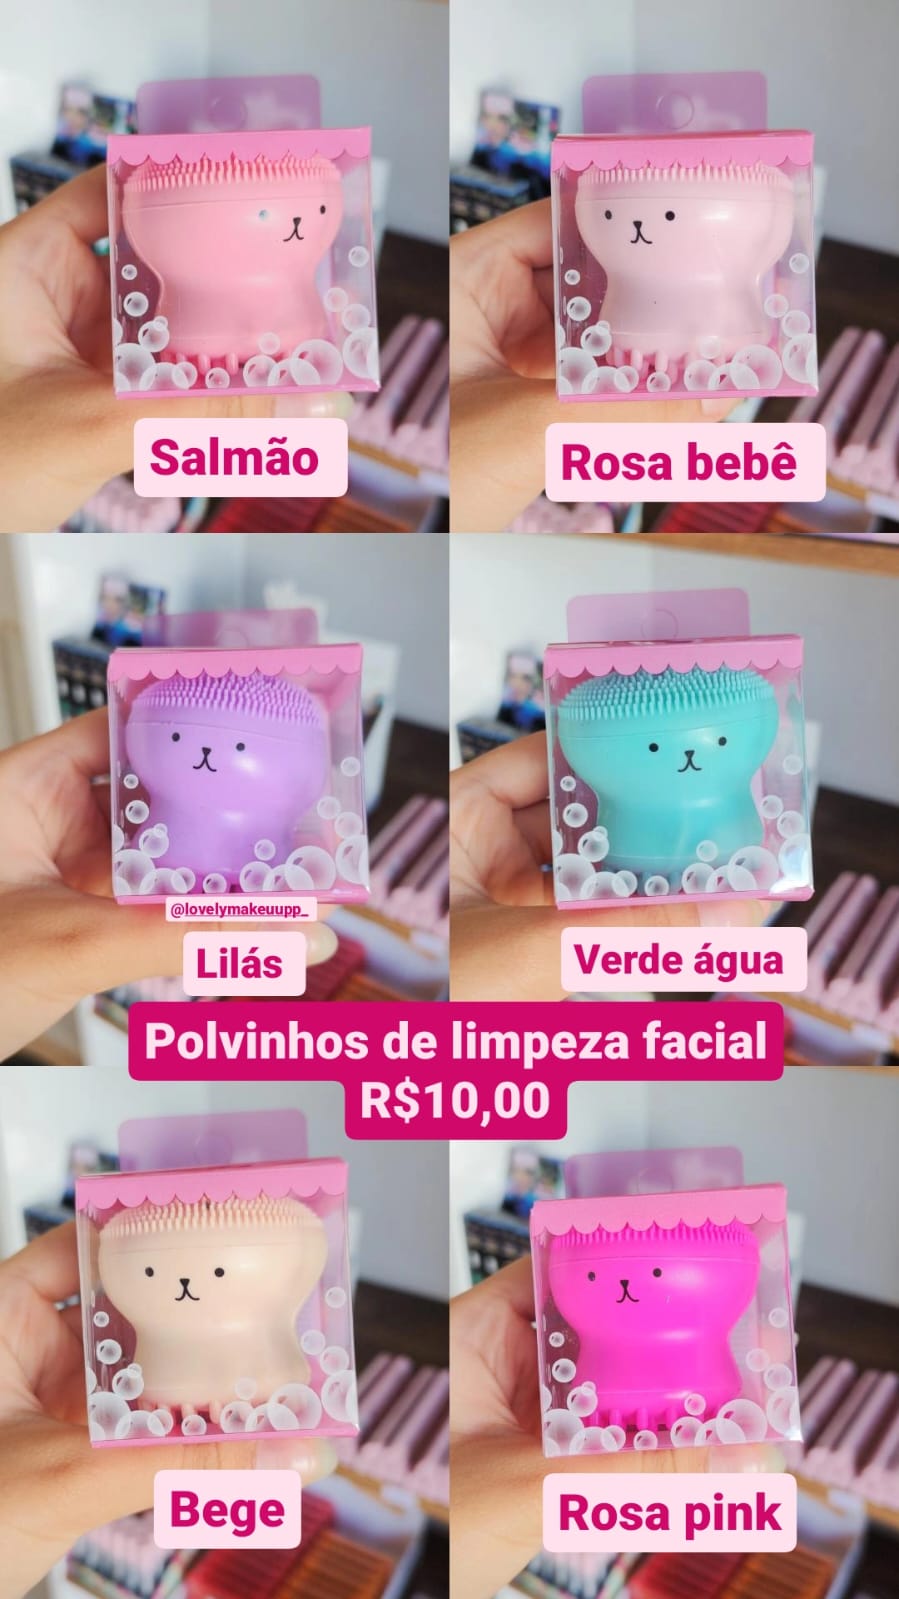 Salmão
Rosa bebê
Lilás
@lovelymakeuupp_
Verde água
Polvinhos de limpeza facial
R$10,00
Bege
Rosa pink